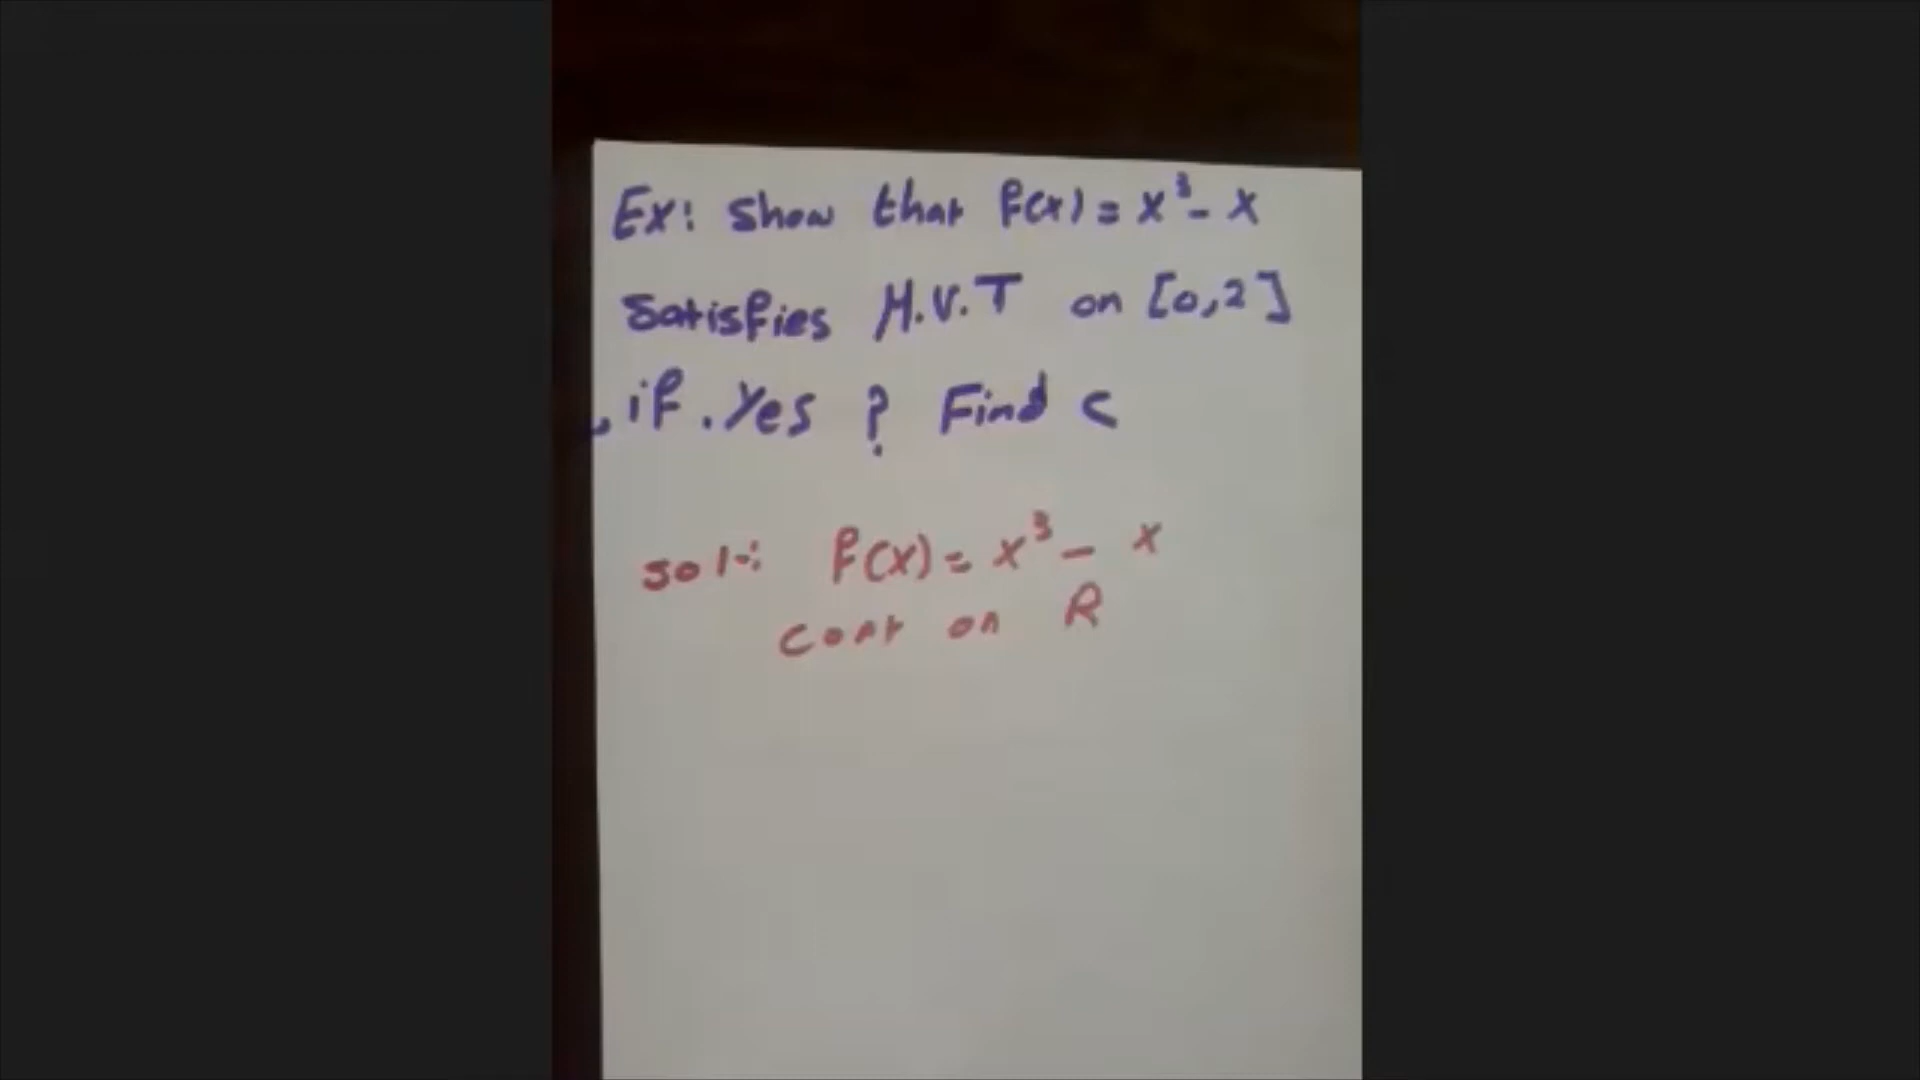 Ex: Show that f(x) = x³ - x
Satisfies M.V.T on [0,2]
, if . Yes ? Find c
sol-: f(x) = x³ - x
cont on R